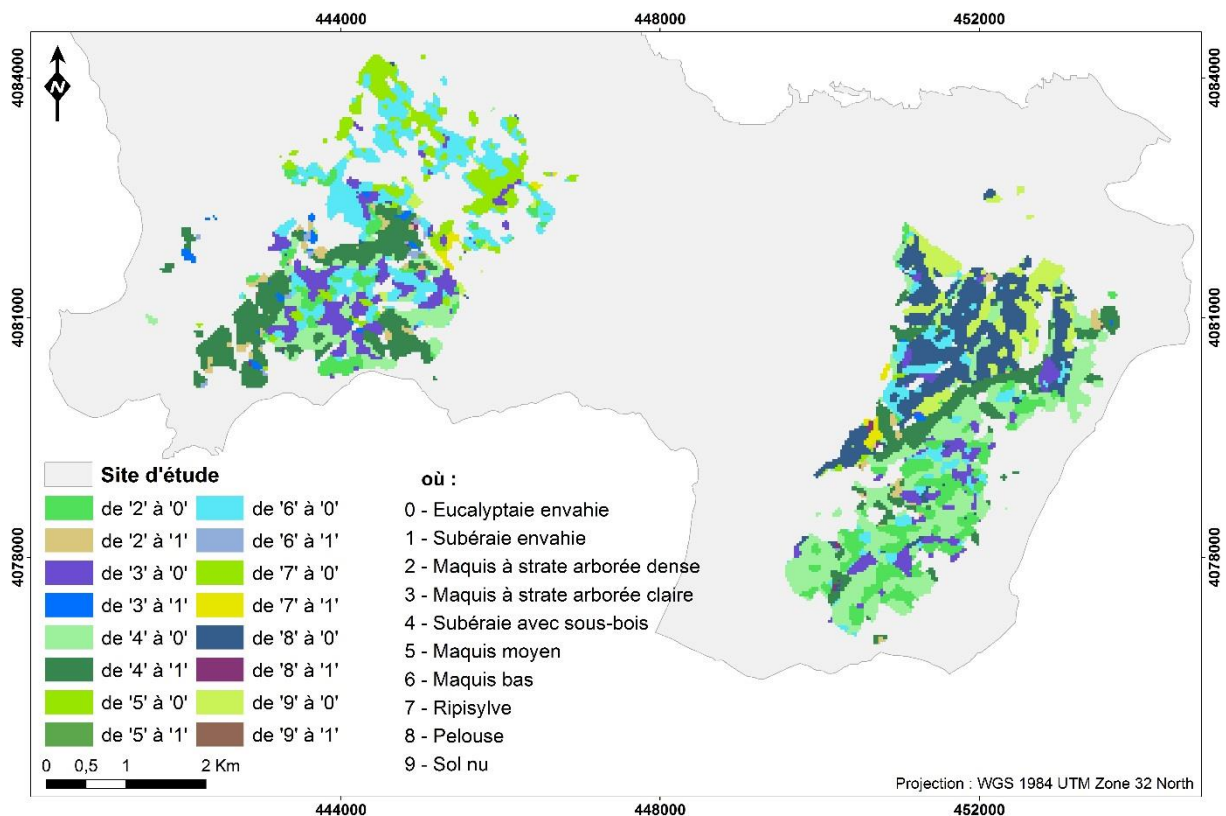 444000 448000 452000
4084000 4084000
N
4081000 4081000
4078000 4078000
Site d'étude
de '2' à '0' de '6' à '0'
de '2' à '1' de '6' à '1'
de '3' à '0' de '7' à '0'
de '3' à '1' de '7' à '1'
de '4' à '0' de '8' à '0'
de '4' à '1' de '8' à '1'
de '5' à '0' de '9' à '0'
de '5' à '1' de '9' à '1'
où :
0 - Eucalyptaie envahie
1 - Subéraie envahie
2 - Maquis à strate arborée dense
3 - Maquis à strate arborée claire
4 - Subéraie avec sous-bois
5 - Maquis moyen
6 - Maquis bas
7 - Ripisylve
8 - Pelouse
9 - Sol nu
0 0,5 1 2 Km
Projection : WGS 1984 UTM Zone 32 North
444000 448000 452000